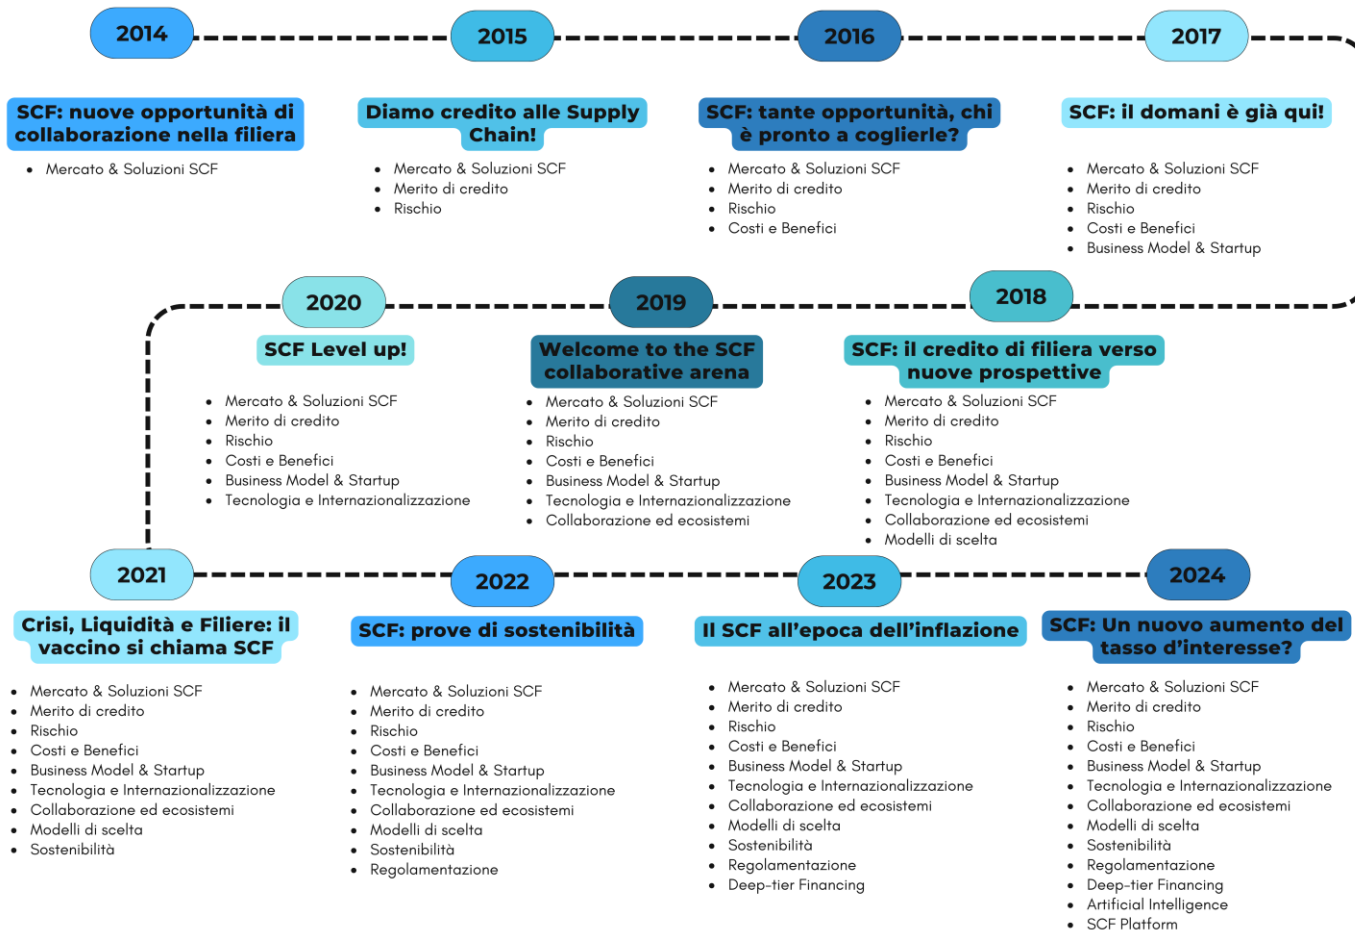 2014
SCF: nuove opportunità di
collaborazione nella filiera
• Mercato & Soluzioni SCF
2015
Diamo credito alle Supply
Chain!
• Mercato & Soluzioni SCF
• Merito di credito
• Rischio
2016
SCF: tante opportunità, chi
è pronto a coglierle?
• Mercato & Soluzioni SCF
• Merito di credito
• Rischio
• Costi e Benefici
2017
SCF: il domani è già qui!
• Mercato & Soluzioni SCF
• Merito di credito
• Rischio
• Costi e Benefici
• Business Model & Startup
2018
SCF: il credito di filiera verso
nuove prospettive
• Mercato & Soluzioni SCF
• Merito di credito
• Rischio
• Costi e Benefici
• Business Model & Startup
• Tecnologia e Internazionalizzazione
• Collaborazione ed ecosistemi
• Modelli di scelta
2019
Welcome to the SCF
collaborative arena
• Mercato & Soluzioni SCF
• Merito di credito
• Rischio
• Costi e Benefici
• Business Model & Startup
• Tecnologia e Internazionalizzazione
• Collaborazione ed ecosistemi
2020
SCF Level up!
• Mercato & Soluzioni SCF
• Merito di credito
• Rischio
• Costi e Benefici
• Business Model & Startup
• Tecnologia e Internazionalizzazione
2021
Crisi, Liquidità e Filiere: il
vaccino si chiama SCF
• Mercato & Soluzioni SCF
• Merito di credito
• Rischio
• Costi e Benefici
• Business Model & Startup
• Tecnologia e Internazionalizzazione
• Collaborazione ed ecosistemi
• Modelli di scelta
• Sostenibilità
2022
SCF: prove di sostenibilità
• Mercato & Soluzioni SCF
• Merito di credito
• Rischio
• Costi e Benefici
• Business Model & Startup
• Tecnologia e Internazionalizzazione
• Collaborazione ed ecosistemi
• Modelli di scelta
• Sostenibilità
• Regolamentazione
2023
Il SCF all'epoca dell'inflazione
• Mercato & Soluzioni SCF
• Merito di credito
• Rischio
• Costi e Benefici
• Business Model & Startup
• Tecnologia e Internazionalizzazione
• Collaborazione ed ecosistemi
• Modelli di scelta
• Sostenibilità
• Regolamentazione
• Deep-tier Financing
2024
SCF: Un nuovo aumento del
tasso d'interesse?
• Mercato & Soluzioni SCF
• Merito di credito
• Rischio
• Costi e Benefici
• Business Model & Startup
• Tecnologia e Internazionalizzazione
• Collaborazione ed ecosistemi
• Modelli di scelta
• Sostenibilità
• Regolamentazione
• Deep-tier Financing
• Artificial Intelligence
• SCF Platform